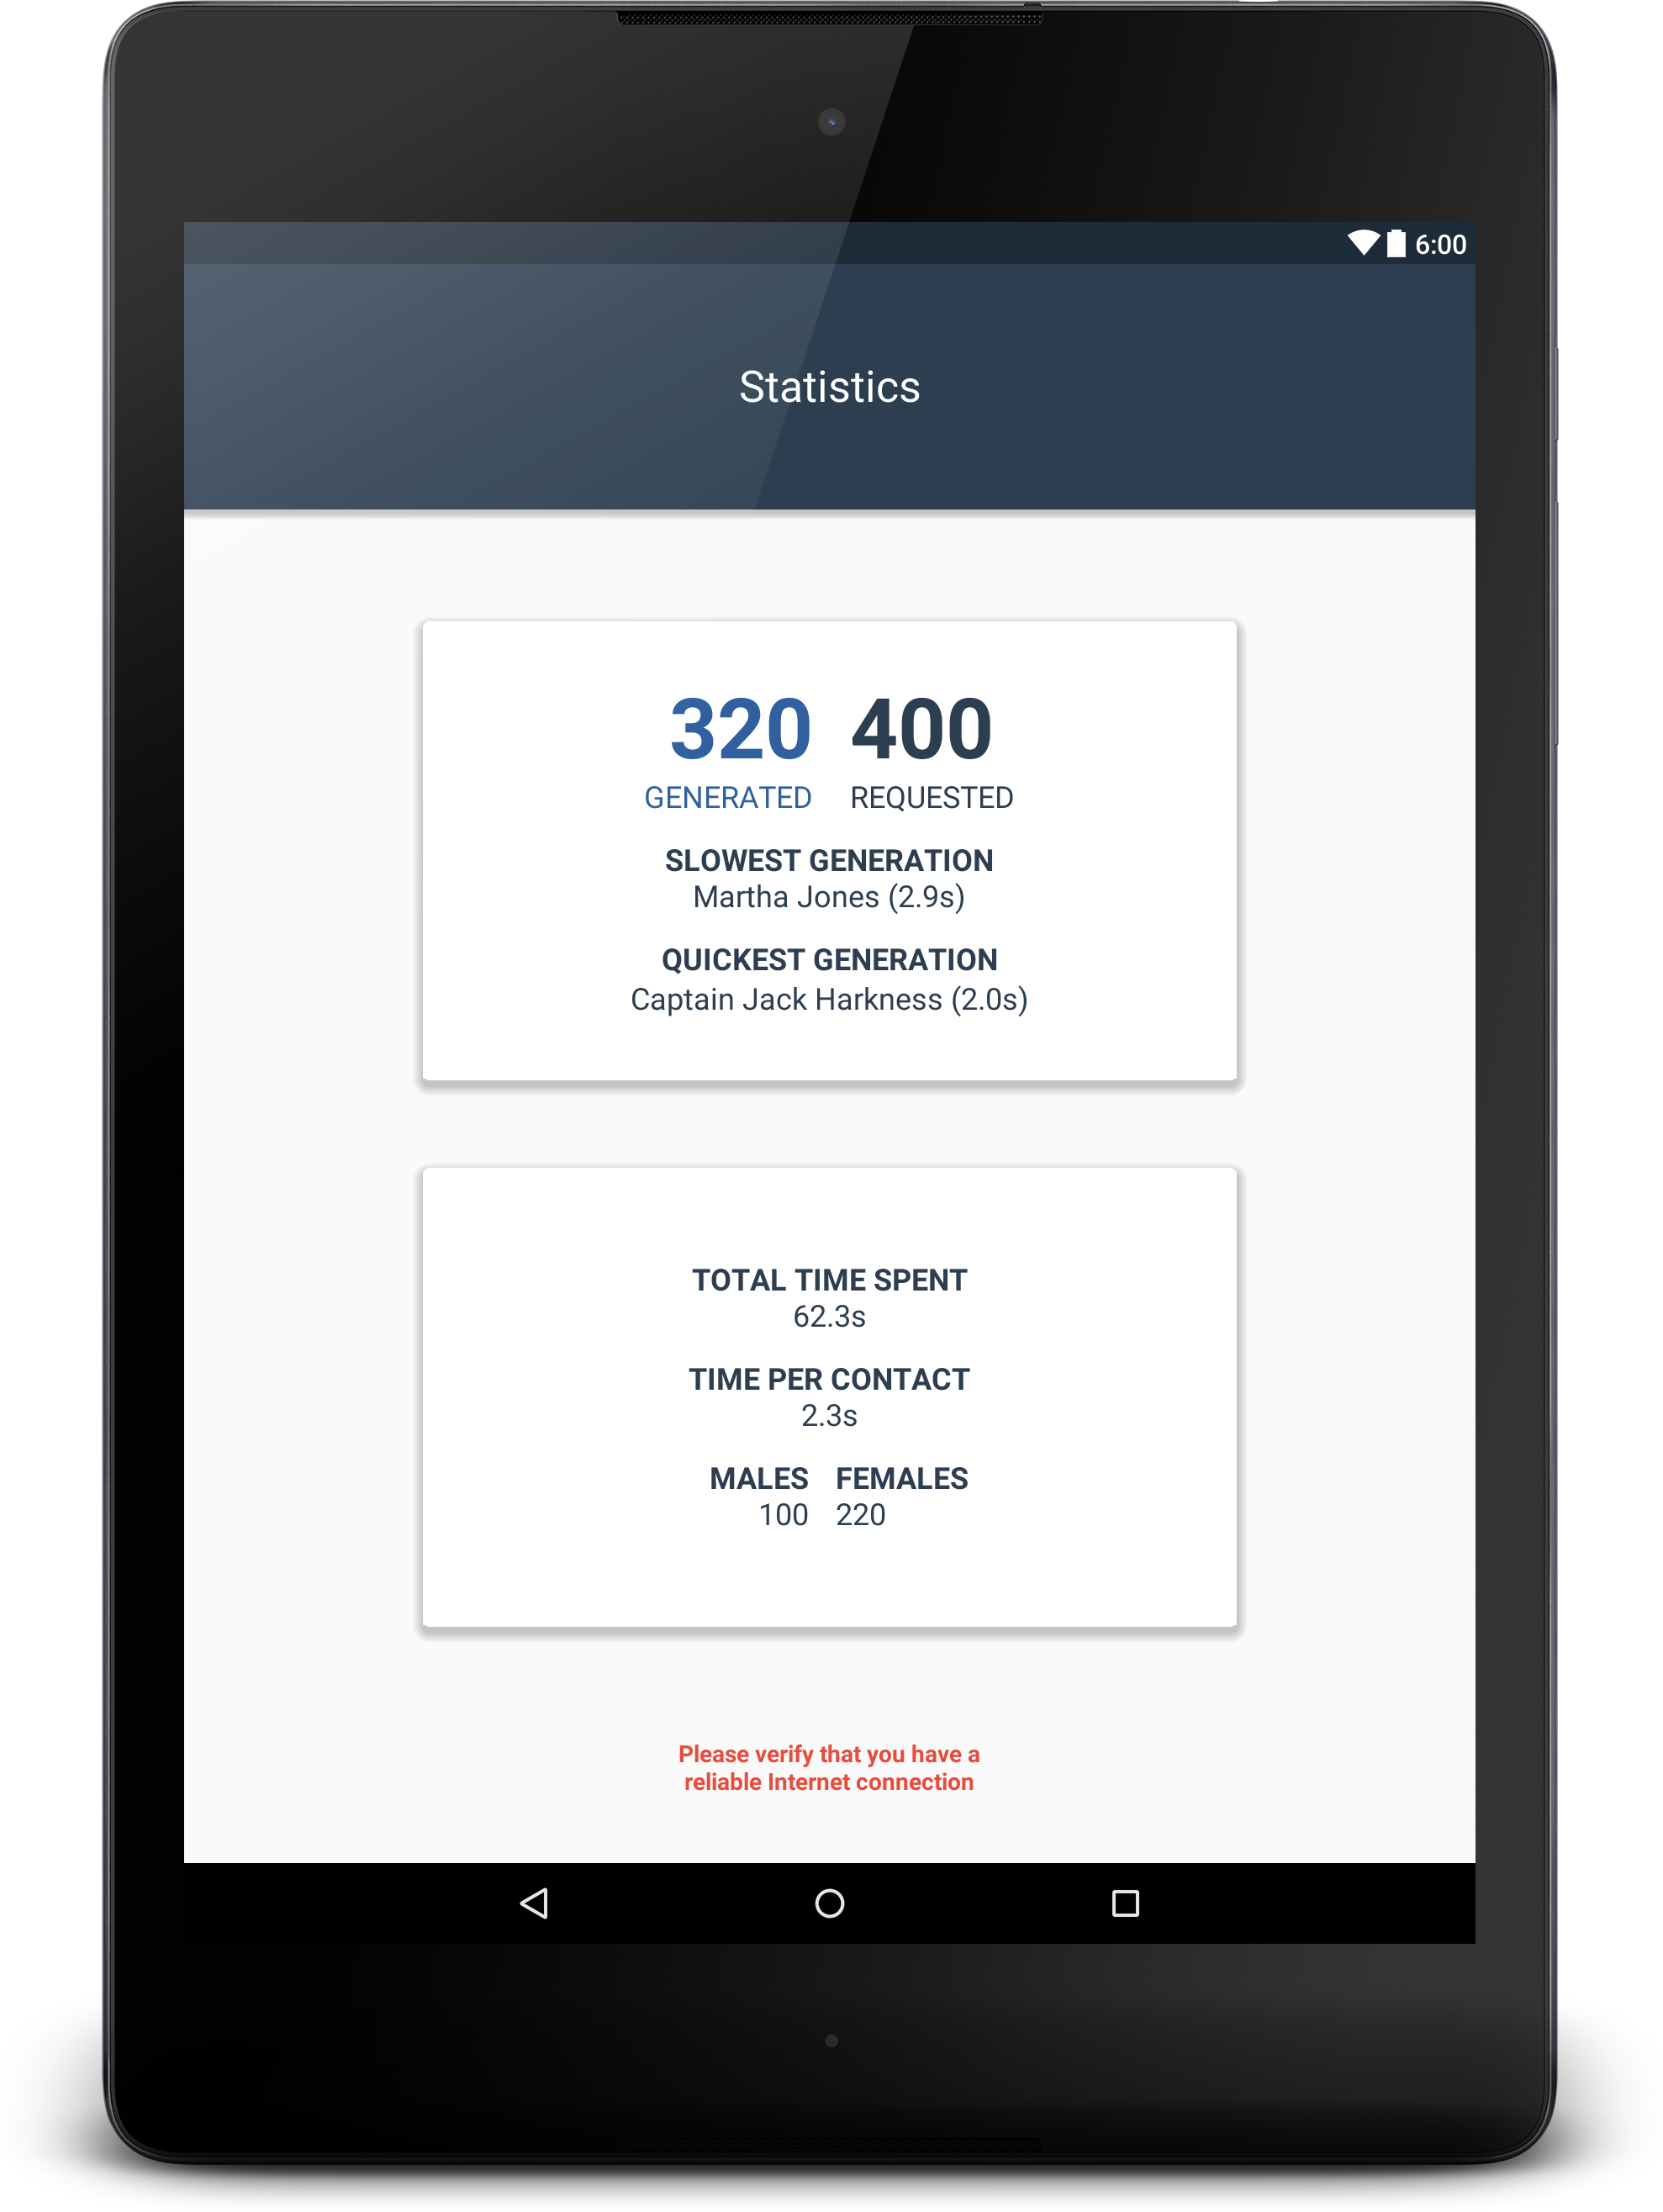 6:00
Statistics
320 400
GENERATED REQUESTED
SLOWEST GENERATION
Martha Jones (2.9s)
QUICKEST GENERATION
Captain Jack Harkness (2.0s)
TOTAL TIME SPENT
62.3s
TIME PER CONTACT
2.3s
MALES FEMALES
100 220
Please verify that you have a
reliable Internet connection